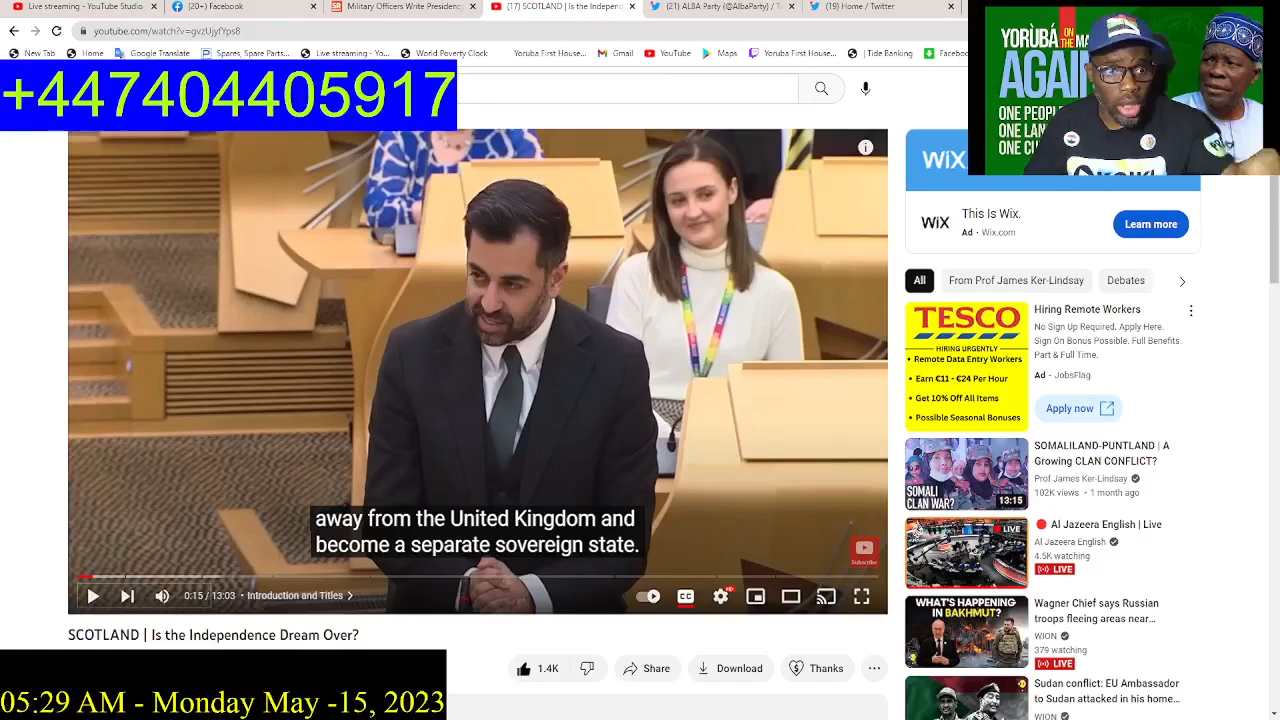 Live streaming - YouTube Studio
(20) Facebook
Military Officers Write Presidency
(17) SCOTLAND | Is the Independ
(21) ALBA Party (@AlbaParty) / T
(19) Home / Twitter
youtube.com/watch?v=gvzUjyfYps8
New Tab
Home
Google Translate
Spares, Spare Parts...
Live streaming - Yo...
World Poverty Clock
Yoruba First House...
Gmail
YouTube
Maps
Yoruba First House...
Tide Banking
Facebook
+447404405917
YORÙBÁ
ON
THE
AGAIN
ONE
ONE
ONE
WiX
WiX
This Is Wix.
Ad · Wix.com
Learn more
All
From Prof James Ker-Lindsay
Debates
TESCO
HIRING URGENTLY
• Remote Data Entry Workers
• Earn €11 - €24 Per Hour
• Get 10% Off All Items
• Possible Seasonal Bonuses
Hiring Remote Workers
No Sign Up Required. Apply Here.
Sign On Bonus Possible. Full Benefits.
Part & Full Time.
Ad · JobsFlag
Apply now
away from the United Kingdom and
become a separate sovereign state.
Subscribe
0:15 / 13:03 • Introduction and Titles
CC
HD
SCOTLAND | Is the Independence Dream Over?
1.4K
Share
Download
Thanks
05:29 AM - Monday May -15, 2023
SOMALI
CLAN WAR?
13:15
SOMALILAND-PUNTLAND | A
Growing CLAN CONFLICT?
Prof James Ker-Lindsay
102K views • 1 month ago
LIVE
Al Jazeera English | Live
Al Jazeera English
4.5K watching
LIVE
WHAT'S HAPPENING
IN BAKHMUT?
Wagner Chief says Russian
troops fleeing areas near...
WION
379 watching
LIVE
Sudan conflict: EU Ambassador
to Sudan attacked in his home...
WION